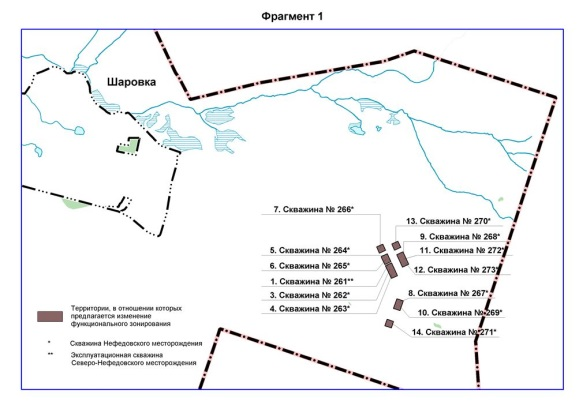 Фрагмент 1
Шаровка
7. Скважина № 266*
13. Скважина № 270*
9. Скважина № 268*
5. Скважина № 264*
11. Скважина № 272*
6. Скважина № 265*
12. Скважина № 273*
1. Скважина № 261**
3. Скважина № 262*
8. Скважина № 267*
4. Скважина № 263*
10. Скважина № 269*
14. Скважина № 271*
Территории, в отношении которых
предлагается изменение
функционального зонирования
* Скважина Нефедовского месторождения
** Эксплуатационная скважина
Северо-Нефедовского месторождения